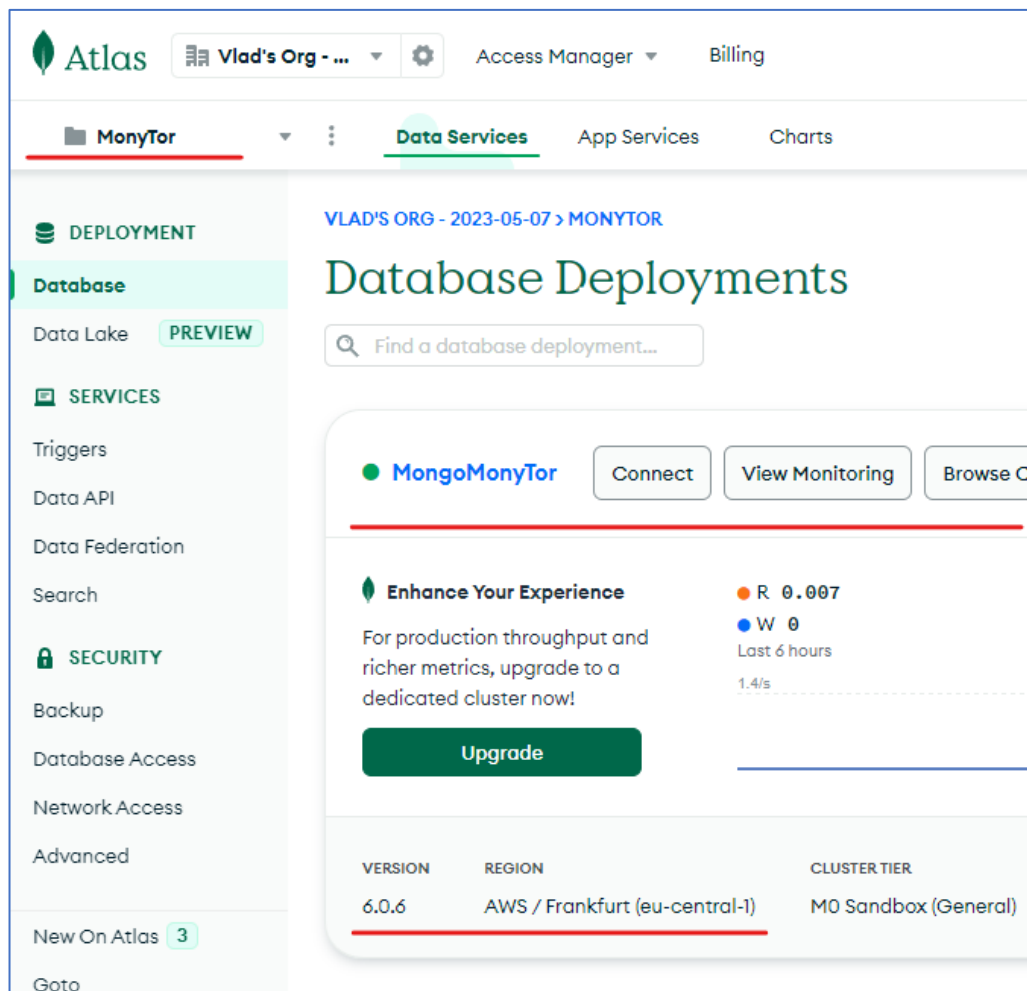 Atlas
Vlad's Org - ...
Access Manager
Billing
MonyTor
Data Services
App Services
Charts
DEPLOYMENT
Database
Data Lake PREVIEW
SERVICES
Triggers
Data API
Data Federation
Search
SECURITY
Backup
Database Access
Network Access
Advanced
New On Atlas 3
Goto
VLAD'S ORG - 2023-05-07 > MONYTOR
Database Deployments
Find a database deployment...
MongoMonyTor
Connect
View Monitoring
Browse C
Enhance Your Experience
For production throughput and
richer metrics, upgrade to a
dedicated cluster now!
Upgrade
R 0.007
W 0
Last 6 hours
1.4/s
VERSION
6.0.6
REGION
AWS / Frankfurt (eu-central-1)
CLUSTER TIER
M0 Sandbox (General)